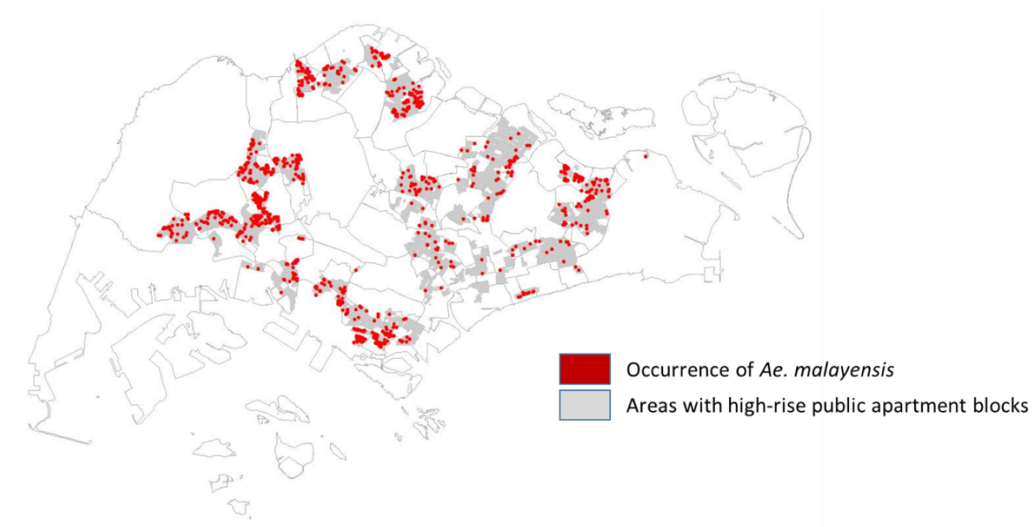 Occurrence of Ae. malayensis
Areas with high-rise public apartment blocks